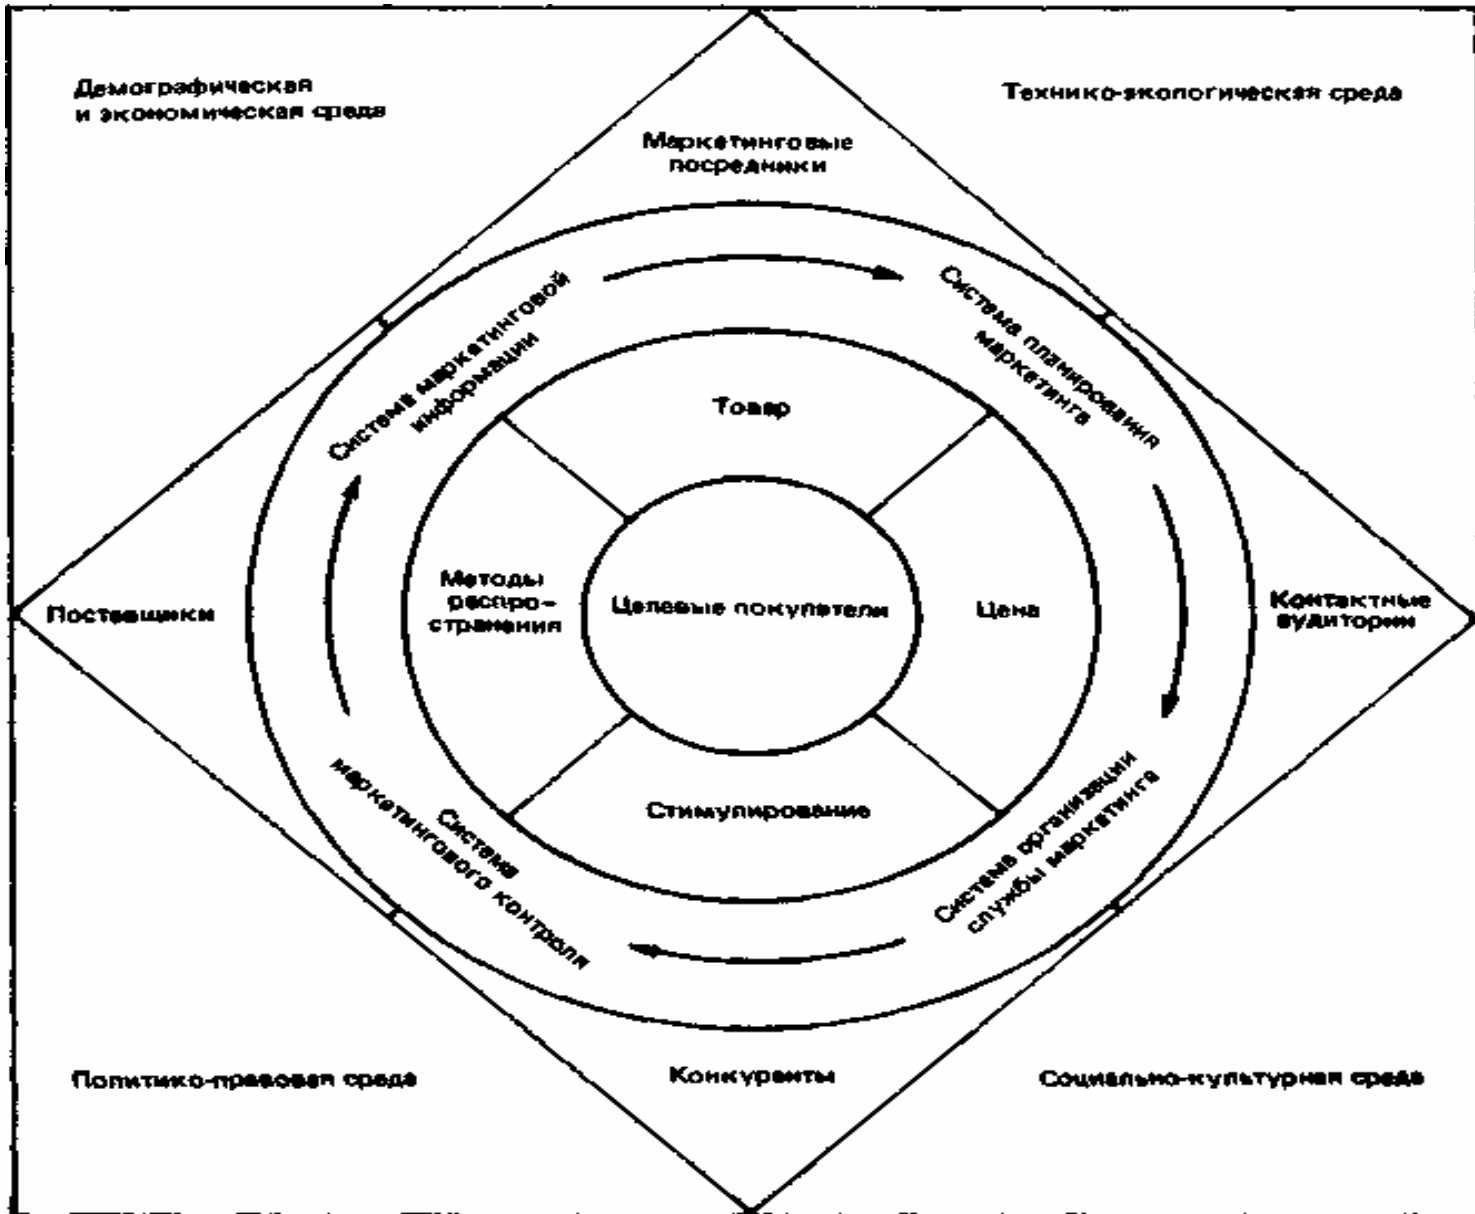 Демографическая
и экономическая среда
Технико-экологическая среда
Маркетинговые
посредники
Система маркетинговой
информации
Система планирования
маркетинга
Товар
Поставщики
Методы
распро-
странения
Целевые покупатели
Цена
Контактные
аудитории
Стимулирование
Система
маркетингового контроля
Система организации
службы маркетинга
Политико-правовая среда
Конкуренты
Социально-культурная среда